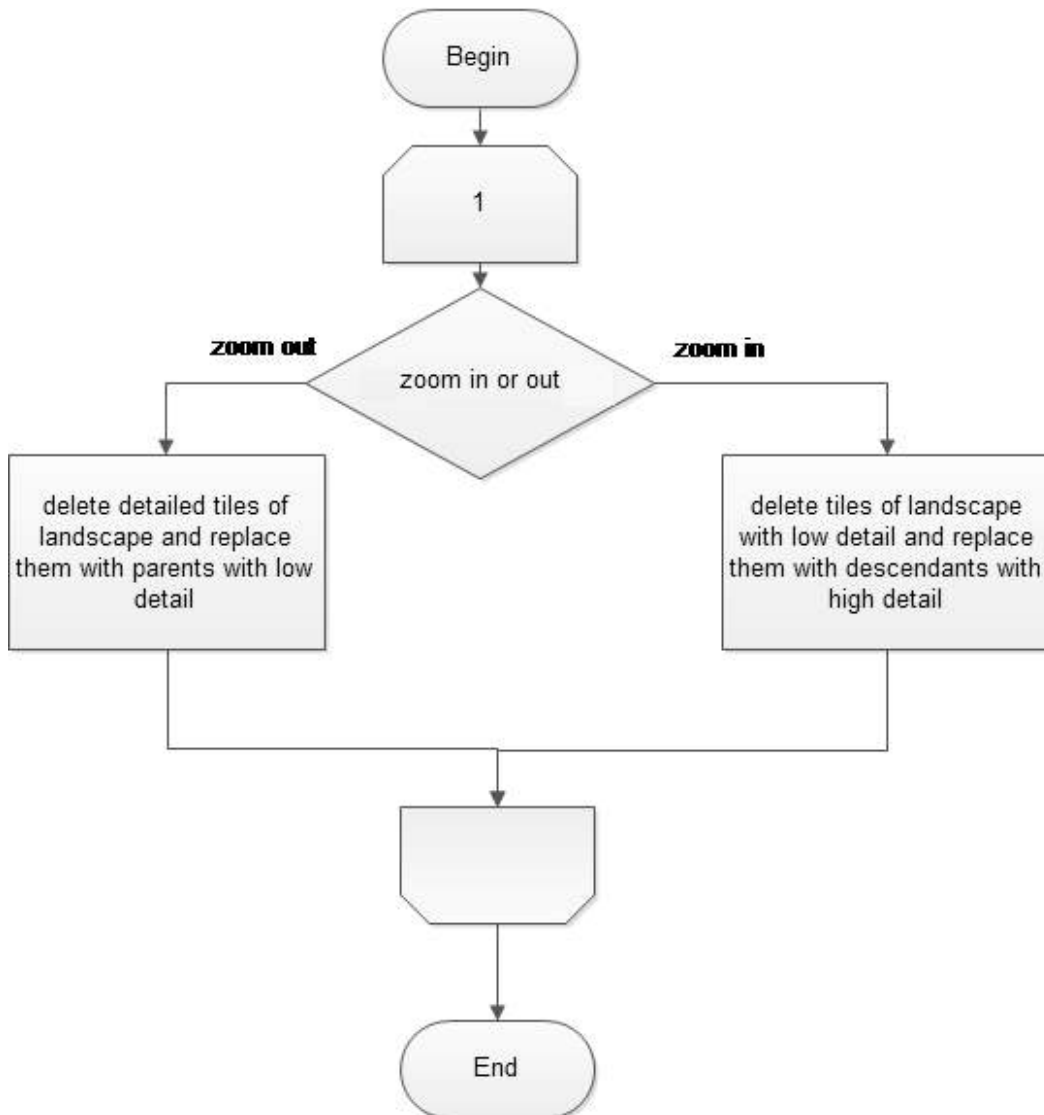 Begin
1
zoom out
zoom in
zoom in or out
delete detailed tiles of
landscape and replace
them with parents with low
detail
delete tiles of landscape
with low detail and replace
them with descendants with
high detail
End